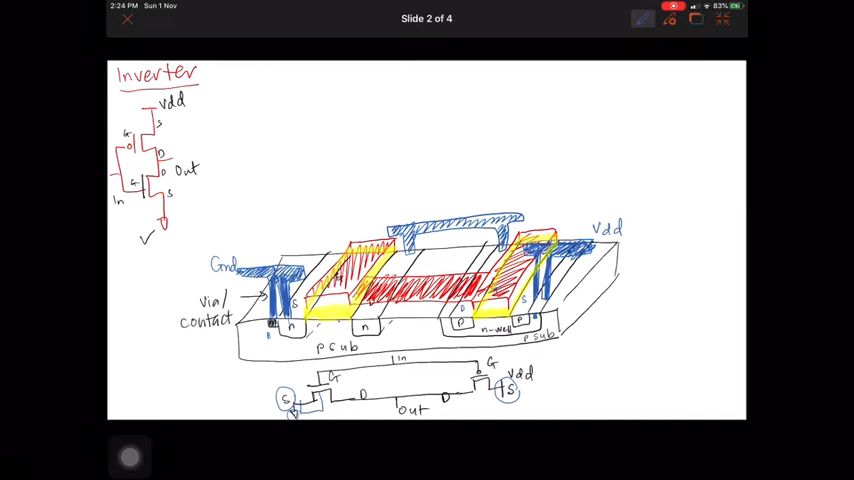 2:24 PM Sun 1 Nov
83%
Slide 2 of 4
Inverter
Vdd
S
G
D
D
Out
G
S
In
Gnd
Vdd
via/
contact
S
D
S
B
n
n
p
n-well
p
p sub
p sub
In
G
G
Vdd
S
D
D
S
Out